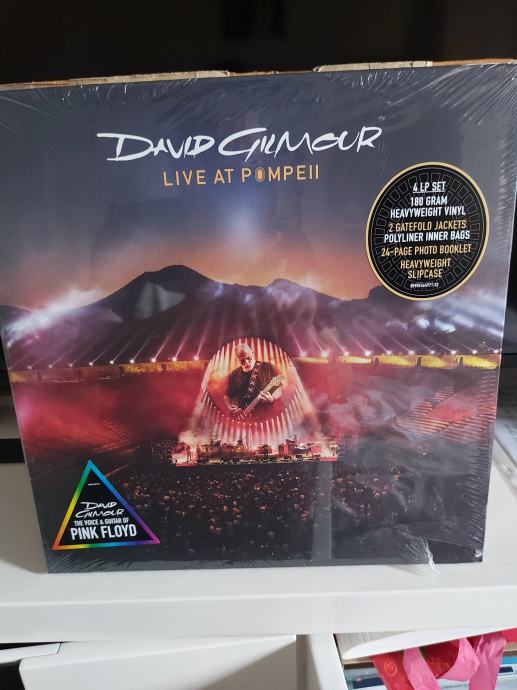 DAVID GILMOUR
LIVE AT POMPEII
4 LP SET
180 GRAM
HEAVYWEIGHT VINYL
2 GATEFOLD JACKETS
POLYLINER INNER BAGS
24-PAGE PHOTO BOOKLET
HEAVYWEIGHT
SLIPCASE
DAVID
GILMOUR
THE VOICE & GUITAR OF
PINK FLOYD